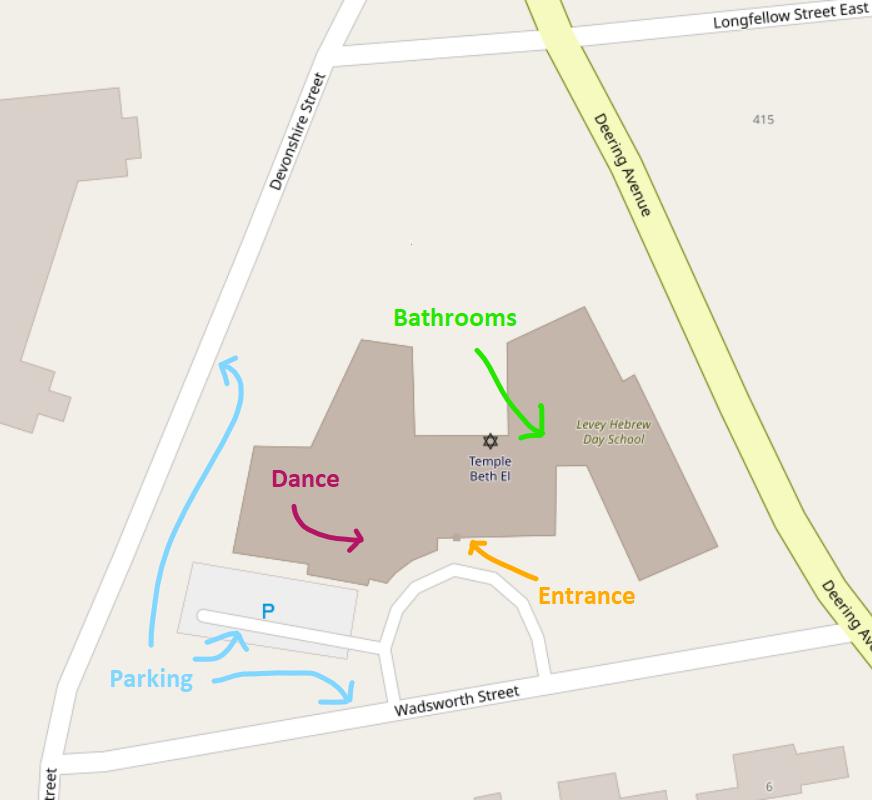 Longfellow Street East
Devonshire Street
Deering Avenue
415
Bathrooms
Levey Hebrew
Day School
Temple
Beth El
Dance
Entrance
P
Parking
Wadsworth Street
Deering Av
treet
6